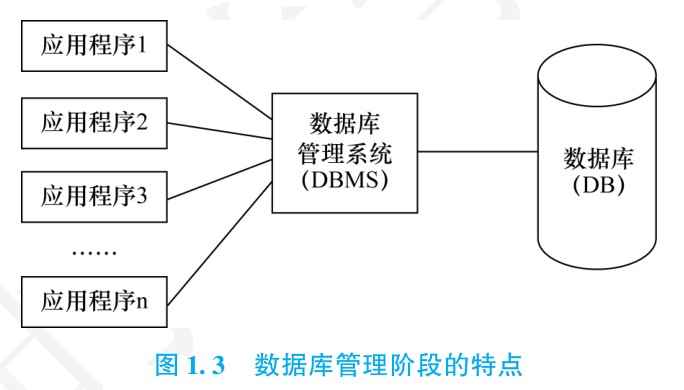 应用程序1
应用程序2
应用程序3
……
应用程序n
数据库
管理系统
(DBMS)
数据库
(DB)
图 1.3 数据库管理阶段的特点